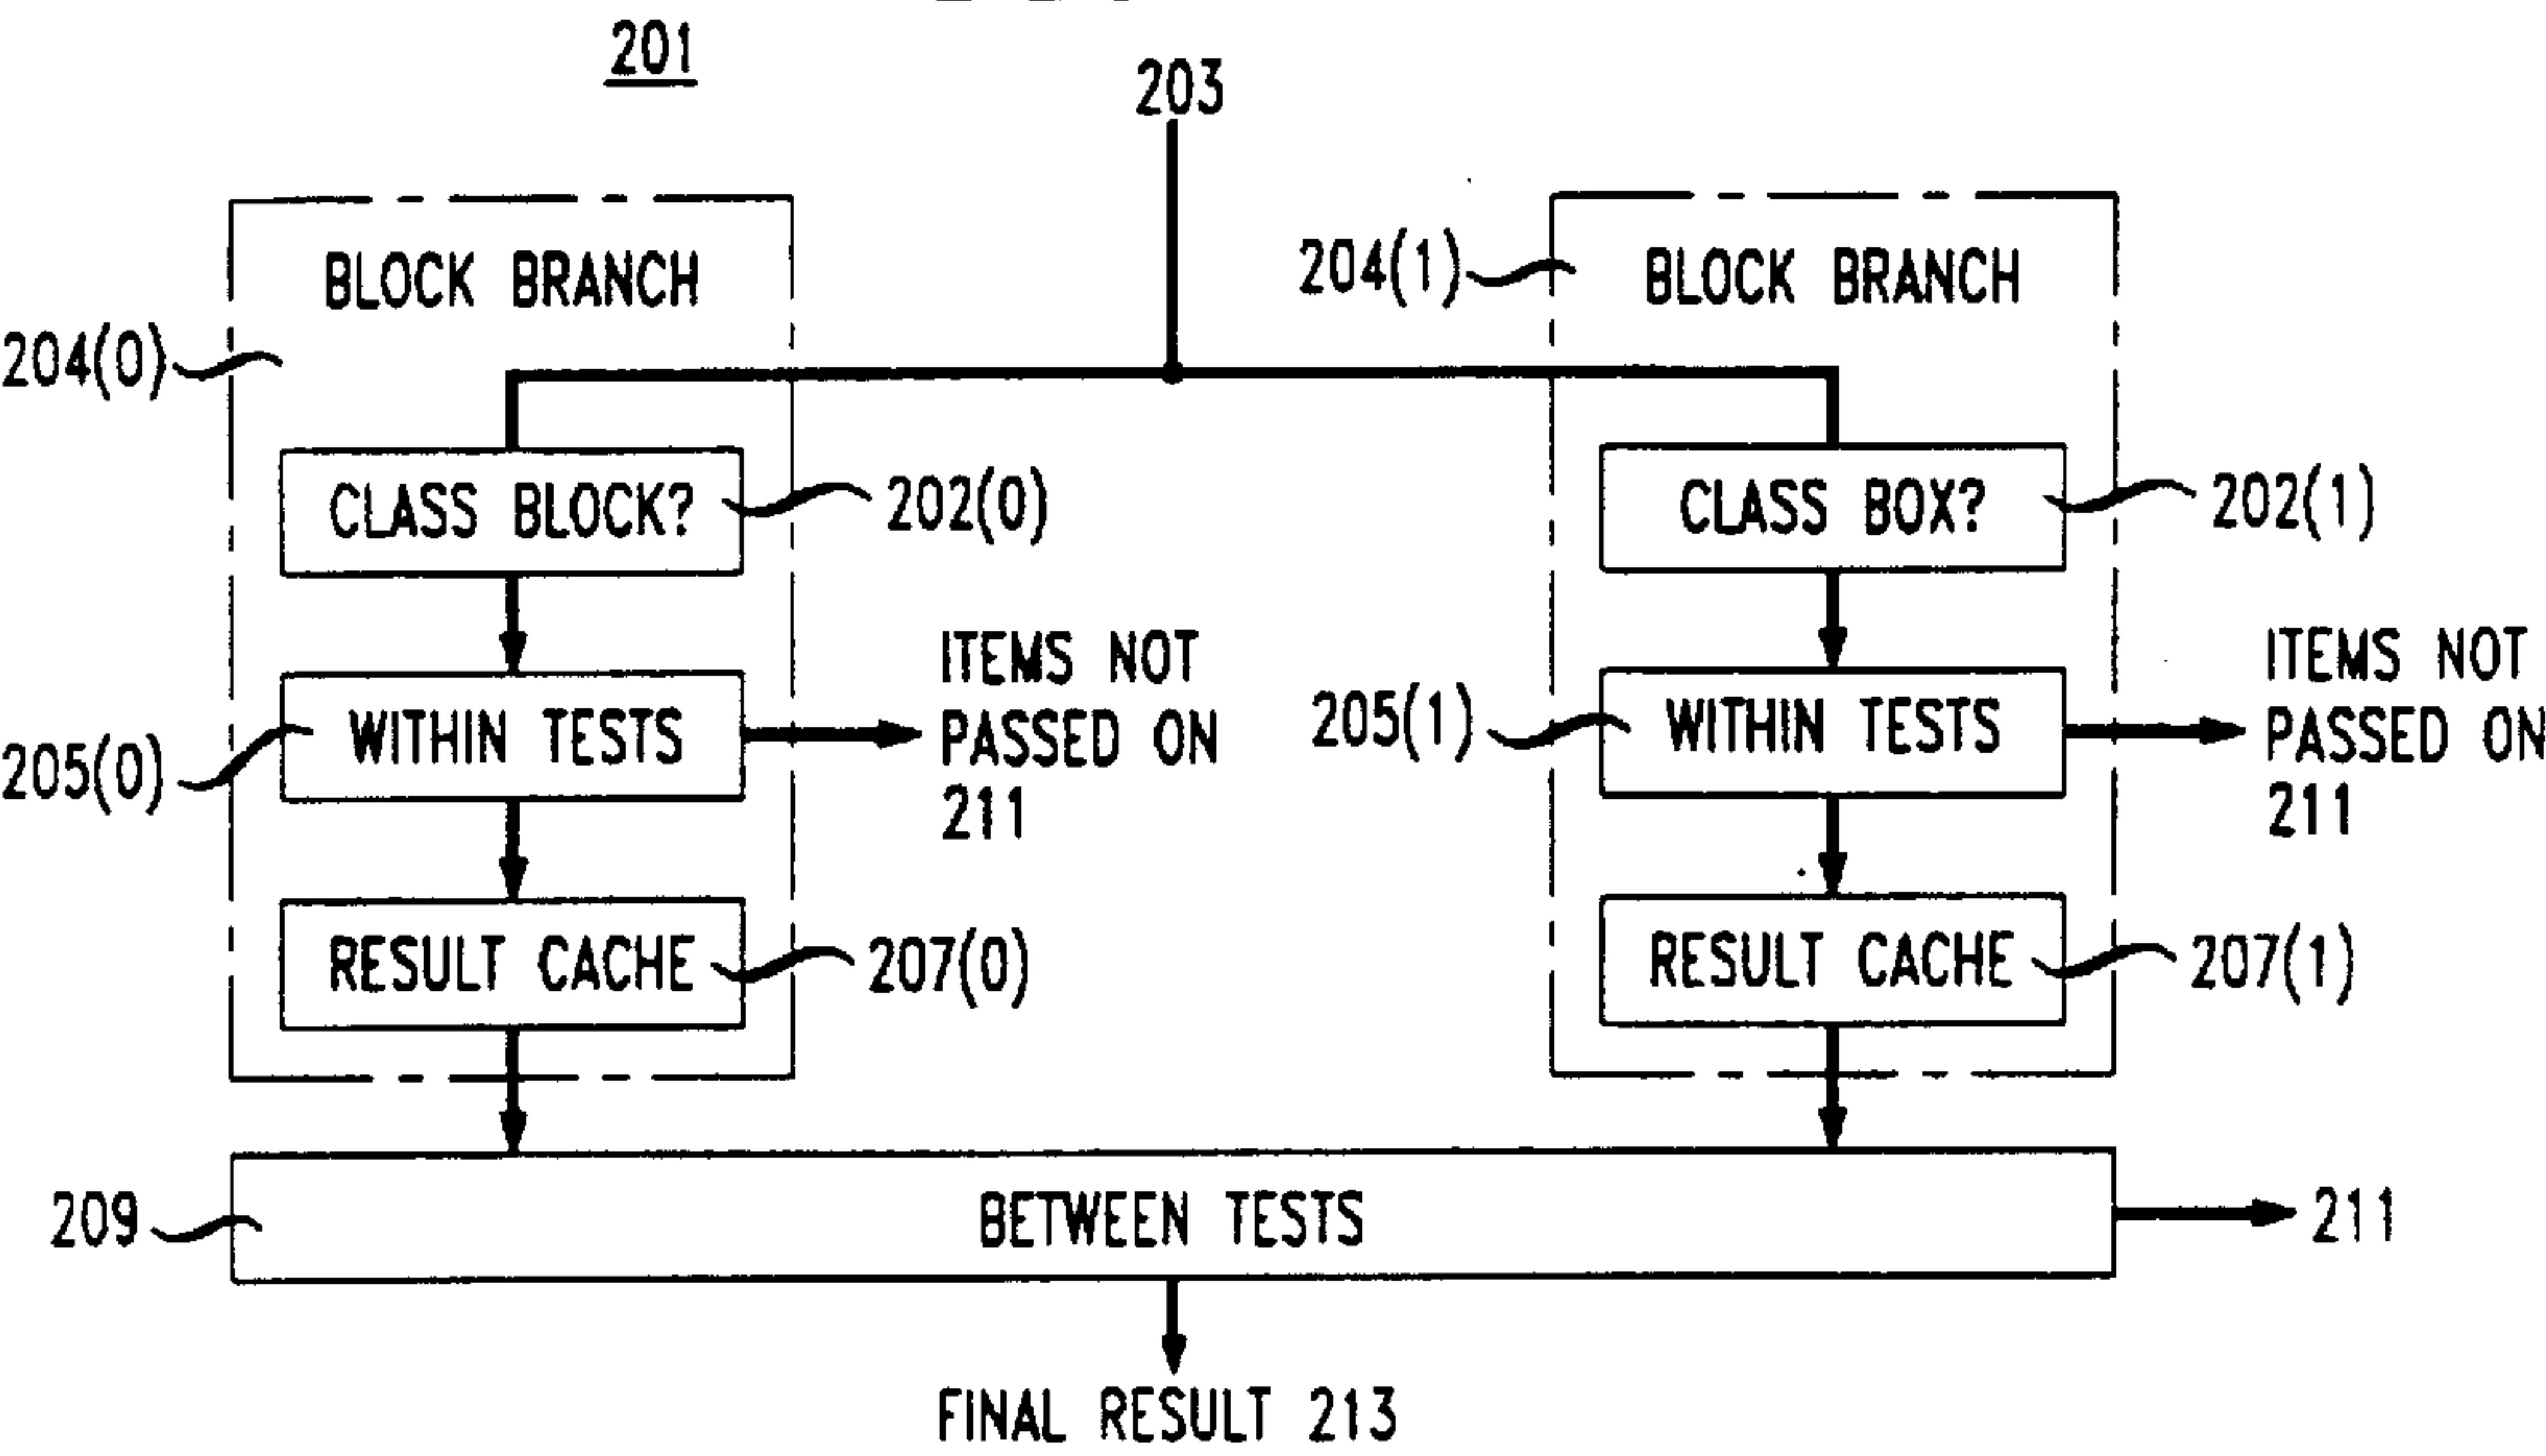 201
203
BLOCK BRANCH
204(1)
BLOCK BRANCH
204(0)
CLASS BLOCK?
202(0)
CLASS BOX?
202(1)
WITHIN TESTS
205(0)
ITEMS NOT
PASSED ON
211
205(1)
WITHIN TESTS
ITEMS NOT
PASSED ON
211
RESULT CACHE
207(0)
RESULT CACHE
207(1)
209
BETWEEN TESTS
211
FINAL RESULT 213